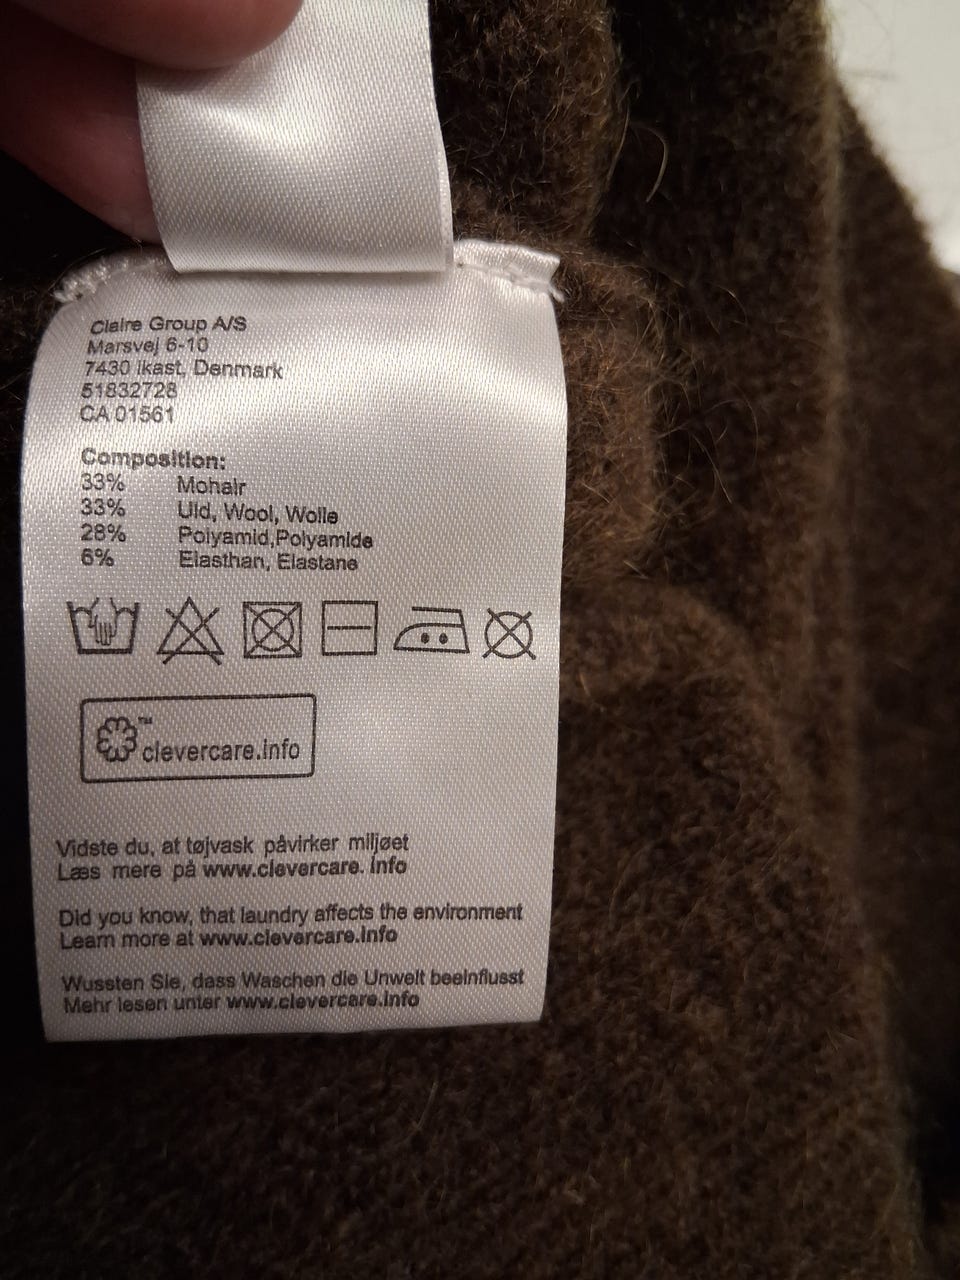 Claire Group A/S
Marsvej 6-10
7430 Ikast, Denmark
51832728
CA 01561
Composition:
33% Mohair
33% Uld, Wool, Wolle
28% Polyamid,Polyamide
6% Elasthan, Elastane
™
clevercare.info
Vidste du, at tøjvask påvirker miljøet
Læs mere på www.clevercare. info
Did you know, that laundry affects the environment
Learn more at www.clevercare.info
Wussten Sie, dass Waschen die Unwelt beeinflusst
Mehr lesen unter www.clevercare.info